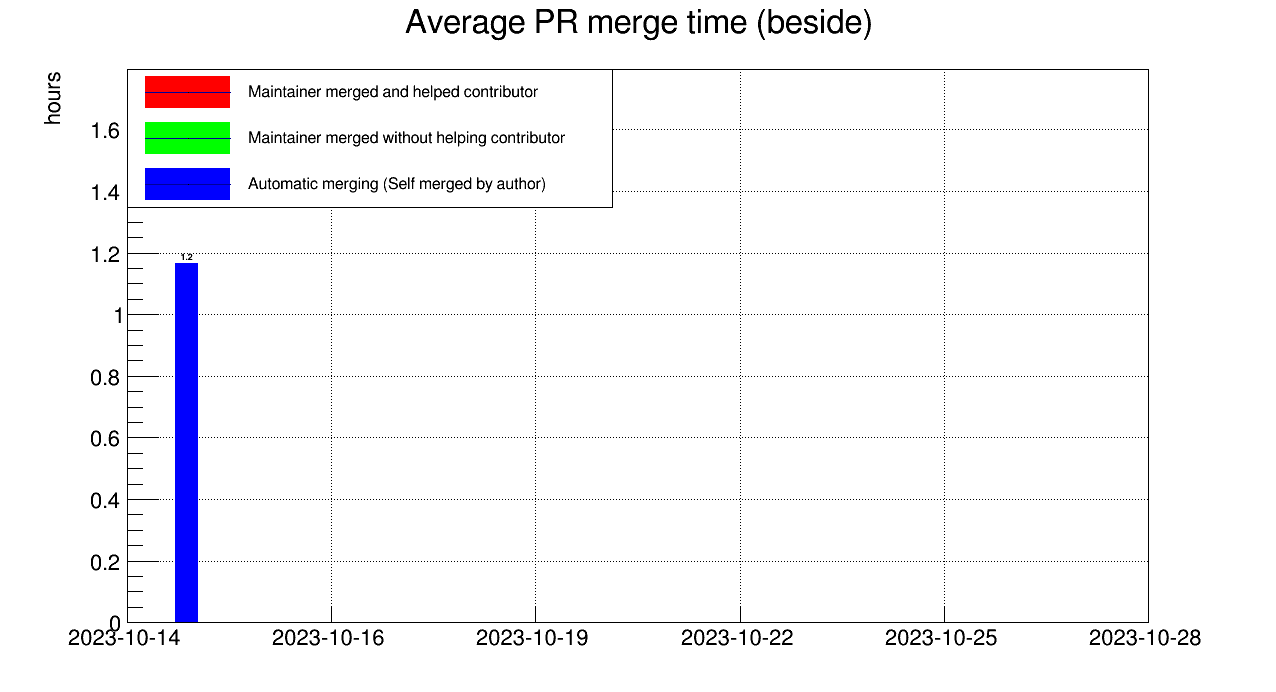 Average PR merge time (beside)
hours
Maintainer merged and helped contributor
Maintainer merged without helping contributor
Automatic merging (Self merged by author)
1.6
1.4
1.2
1.2
1
0.8
0.6
0.4
0.2
0
2023-10-14 2023-10-16 2023-10-19 2023-10-22 2023-10-25 2023-10-28